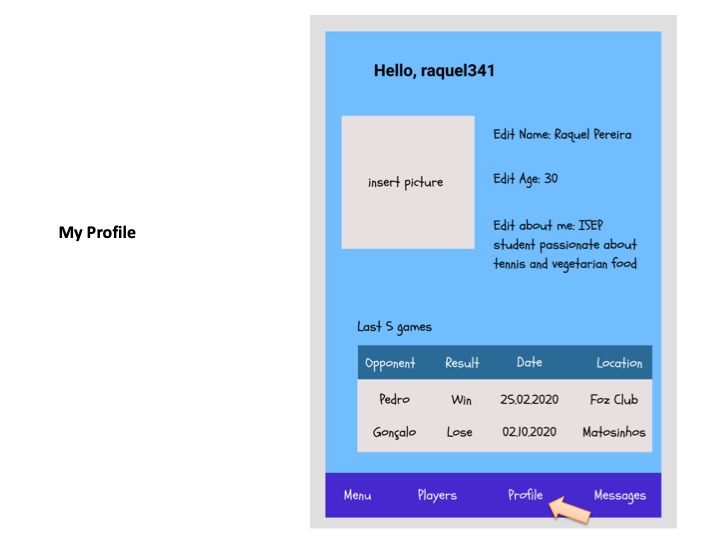 My Profile
Hello, raquel341
insert picture
Edit Name: Raquel Pereira
Edit Age: 30
Edit about me: ISEP
student passionate about
tennis and vegetarian food
Last 5 games
Opponent Result Date Location
Pedro Win 25.02.2020 Foz Club
Gonçalo Lose 02.10.2020 Matosinhos
Menu Players Profile Messages